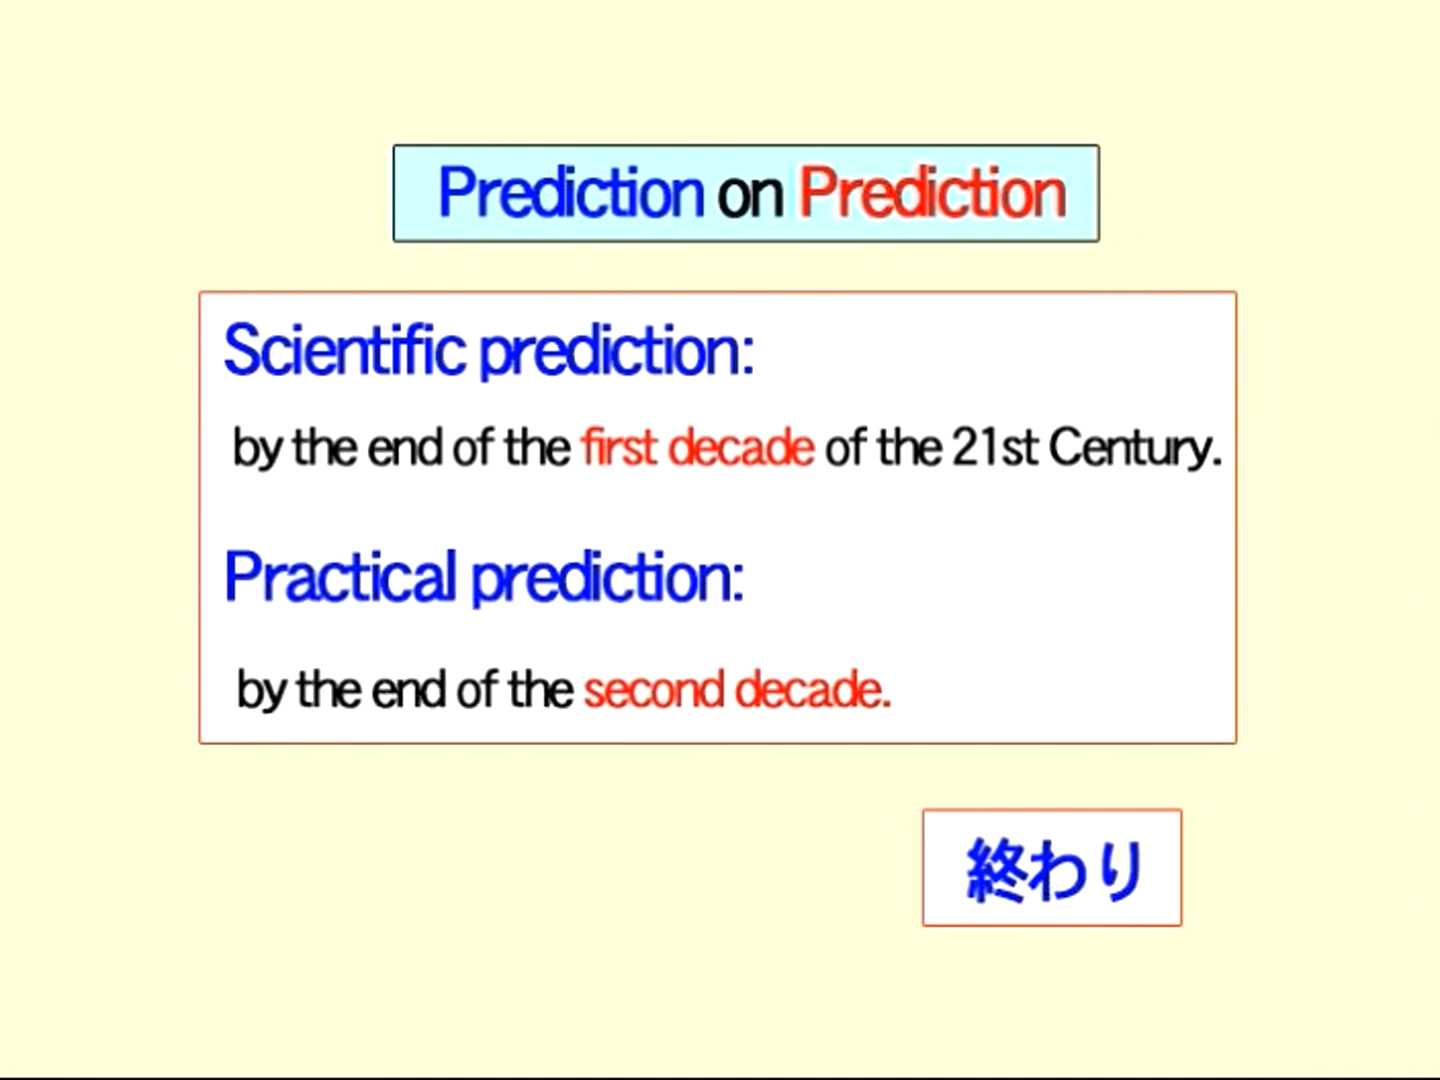 Prediction on Prediction
Scientific prediction:
by the end of the first decade of the 21st Century.
Practical prediction:
by the end of the second decade.
終わり